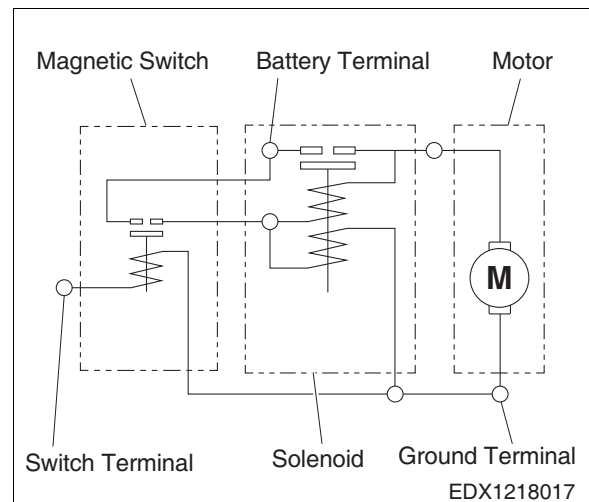 Magnetic Switch
Battery Terminal
Motor
M
Switch Terminal
Solenoid
Ground Terminal
EDX1218017